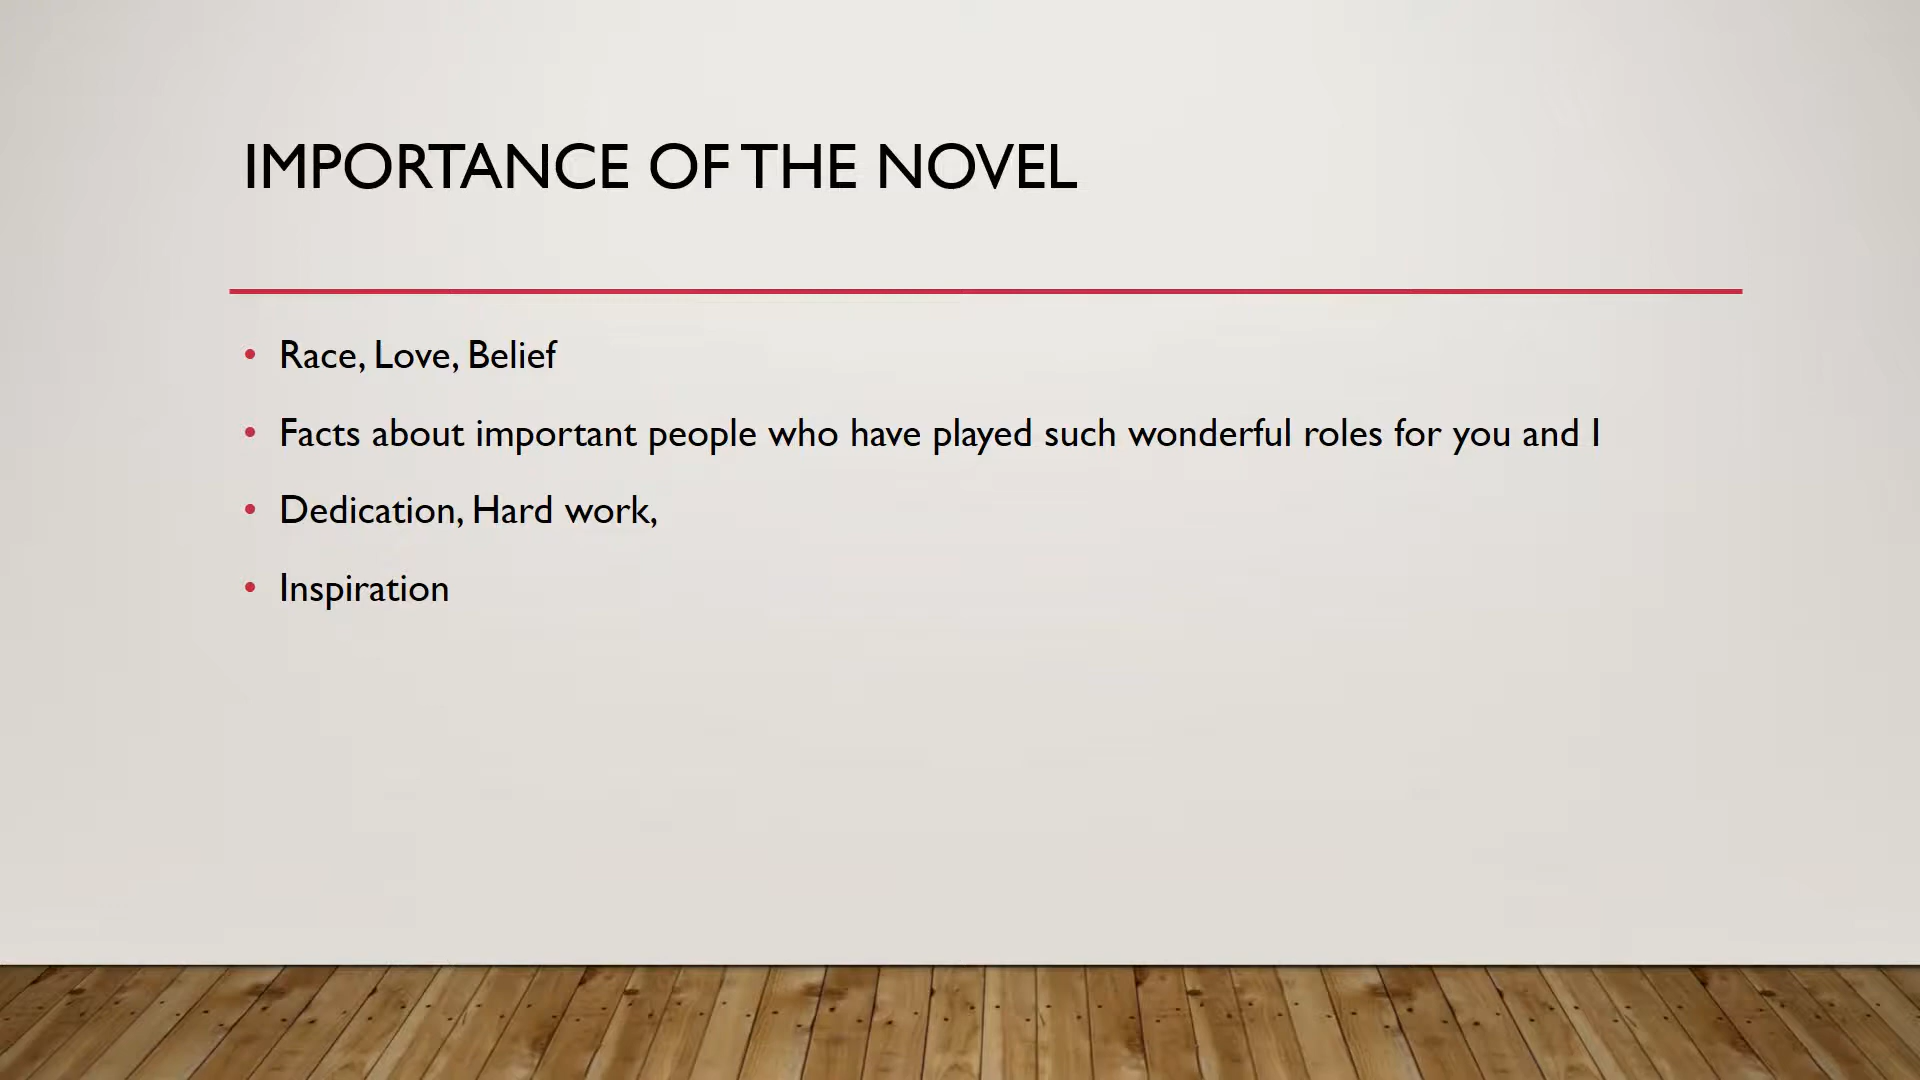 IMPORTANCE OF THE NOVEL
• Race, Love, Belief
• Facts about important people who have played such wonderful roles for you and I
• Dedication, Hard work,
• Inspiration